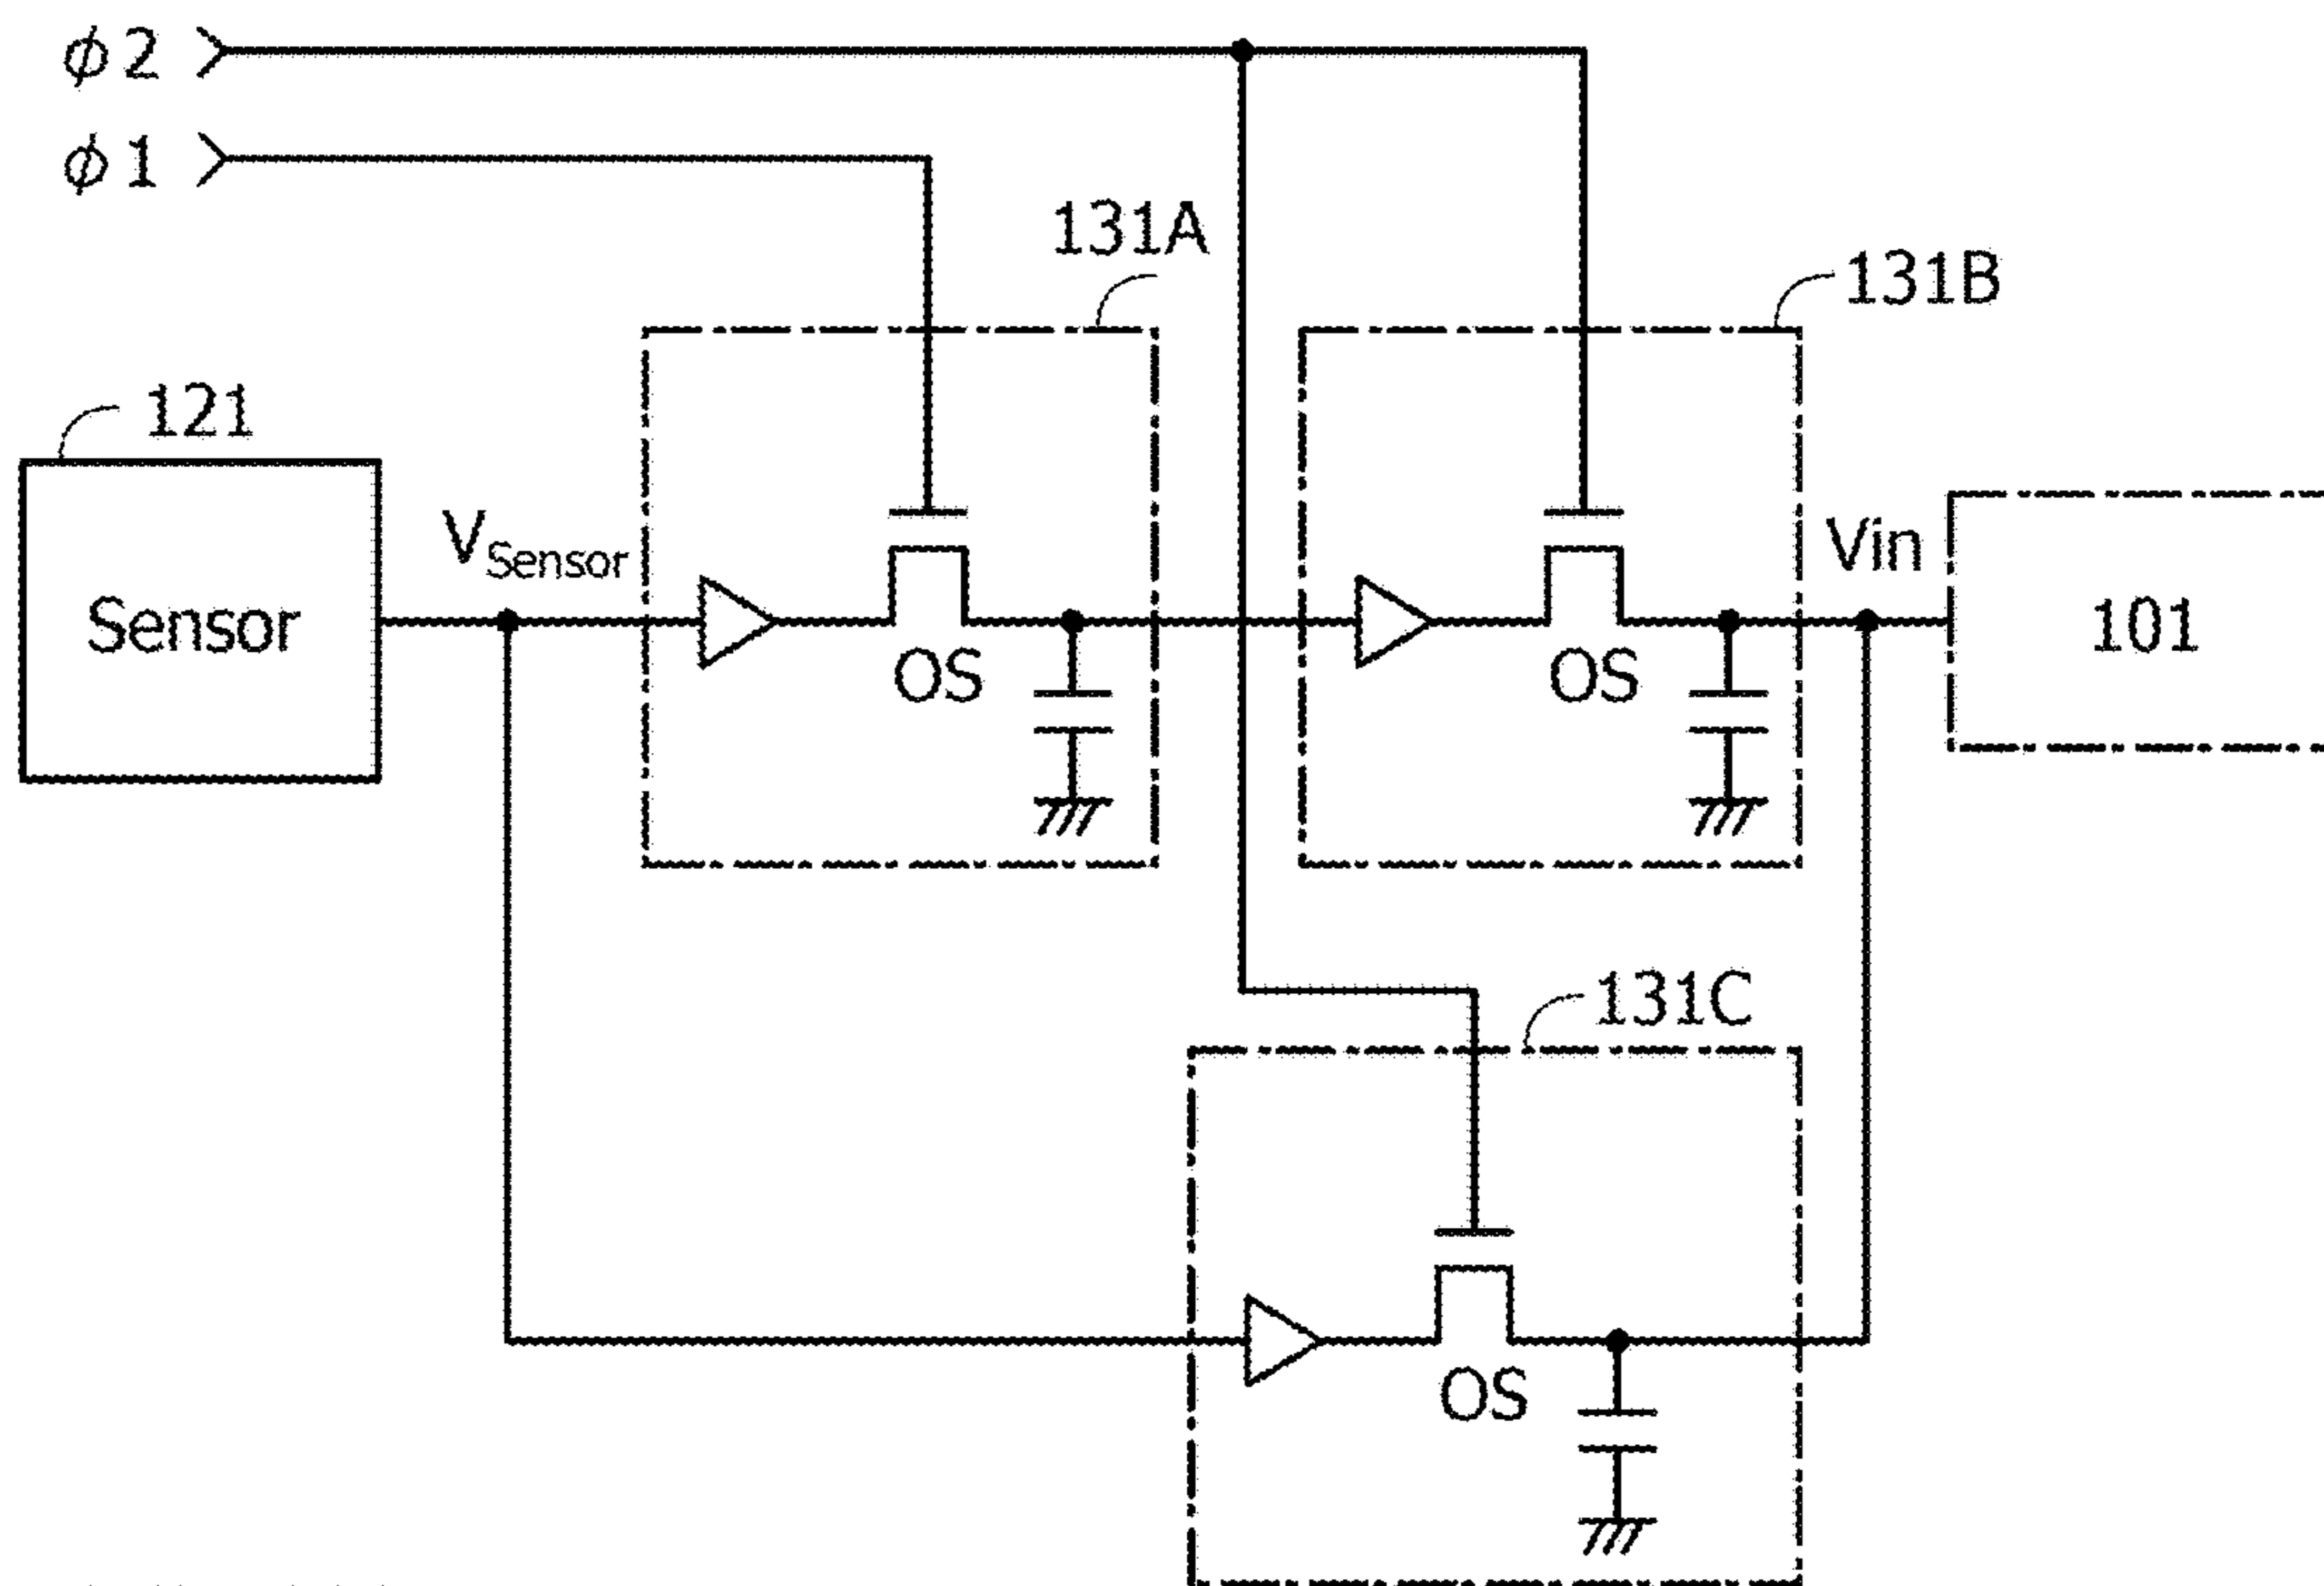 ϕ2
ϕ1
131A
131B
121
Sensor
VSensor
OS
OS
Vin
101
131C
OS